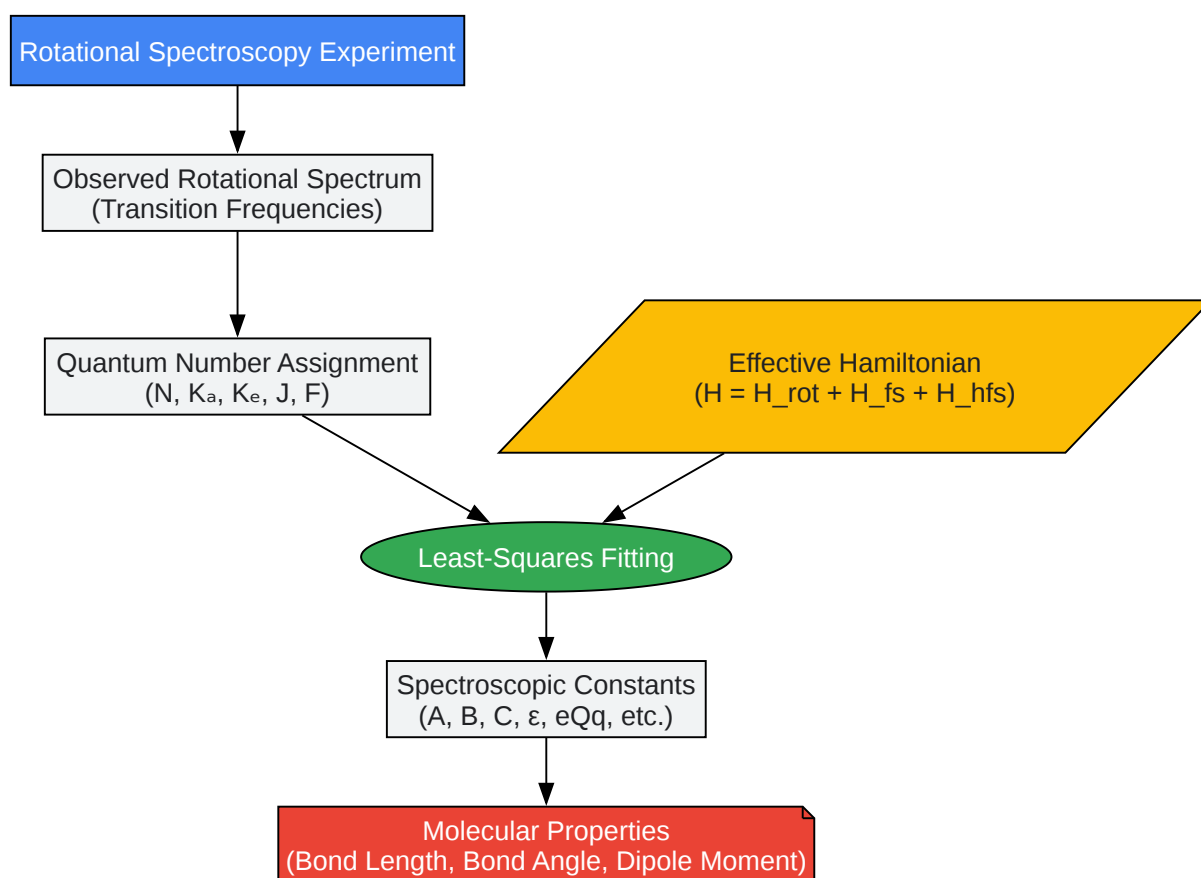 Rotational Spectroscopy Experiment
Observed Rotational Spectrum
(Transition Frequencies)
Quantum Number Assignment
(N, Kₐ, Kₑ, J, F)
Effective Hamiltonian
(H = H_rot + H_fs + H_hfs)
Least-Squares Fitting
Spectroscopic Constants
(A, B, C, ε, eQq, etc.)
Molecular Properties
(Bond Length, Bond Angle, Dipole Moment)